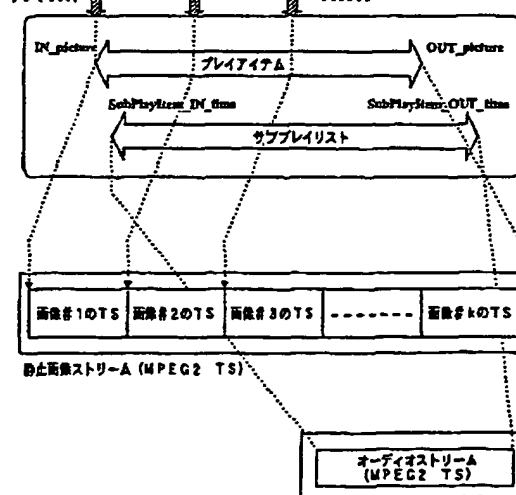 IN_picture
OUT_picture
プレイアイテム
SubPlayItem_IN_time
SubPlayItem_OUT_time
サブプレイリスト
画像#1のTS
画像#2のTS
画像#3のTS
画像#kのTS
静止画像ストリーム(MPEG2 TS)
オーディオストリーム
(MPEG2 TS)